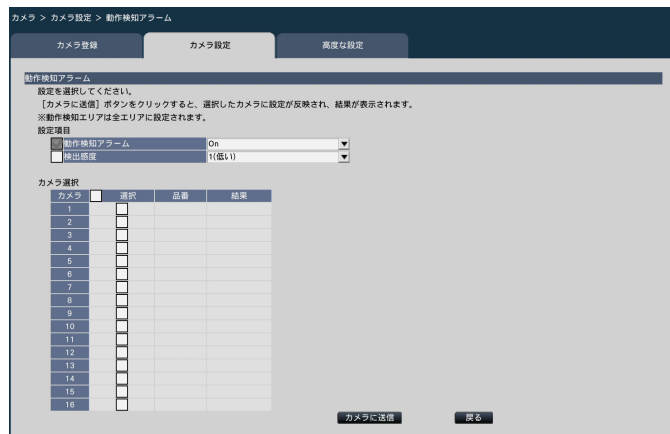 カメラ > カメラ設定 > 動作検知アラーム
カメラ登録 カメラ設定 高度な設定
動作検知アラーム
設定を選択してください。
［カメラに送信］ボタンをクリックすると、選択したカメラに設定が反映され、結果が表示されます。
※動作検知エリアは全エリアに設定されます。
設定項目
動作検知アラーム On
検出感度 1(低い)
カメラ選択
カメラ 選択 品番 結果
1
2
3
4
5
6
7
8
9
10
11
12
13
14
15
16
カメラに送信 戻る